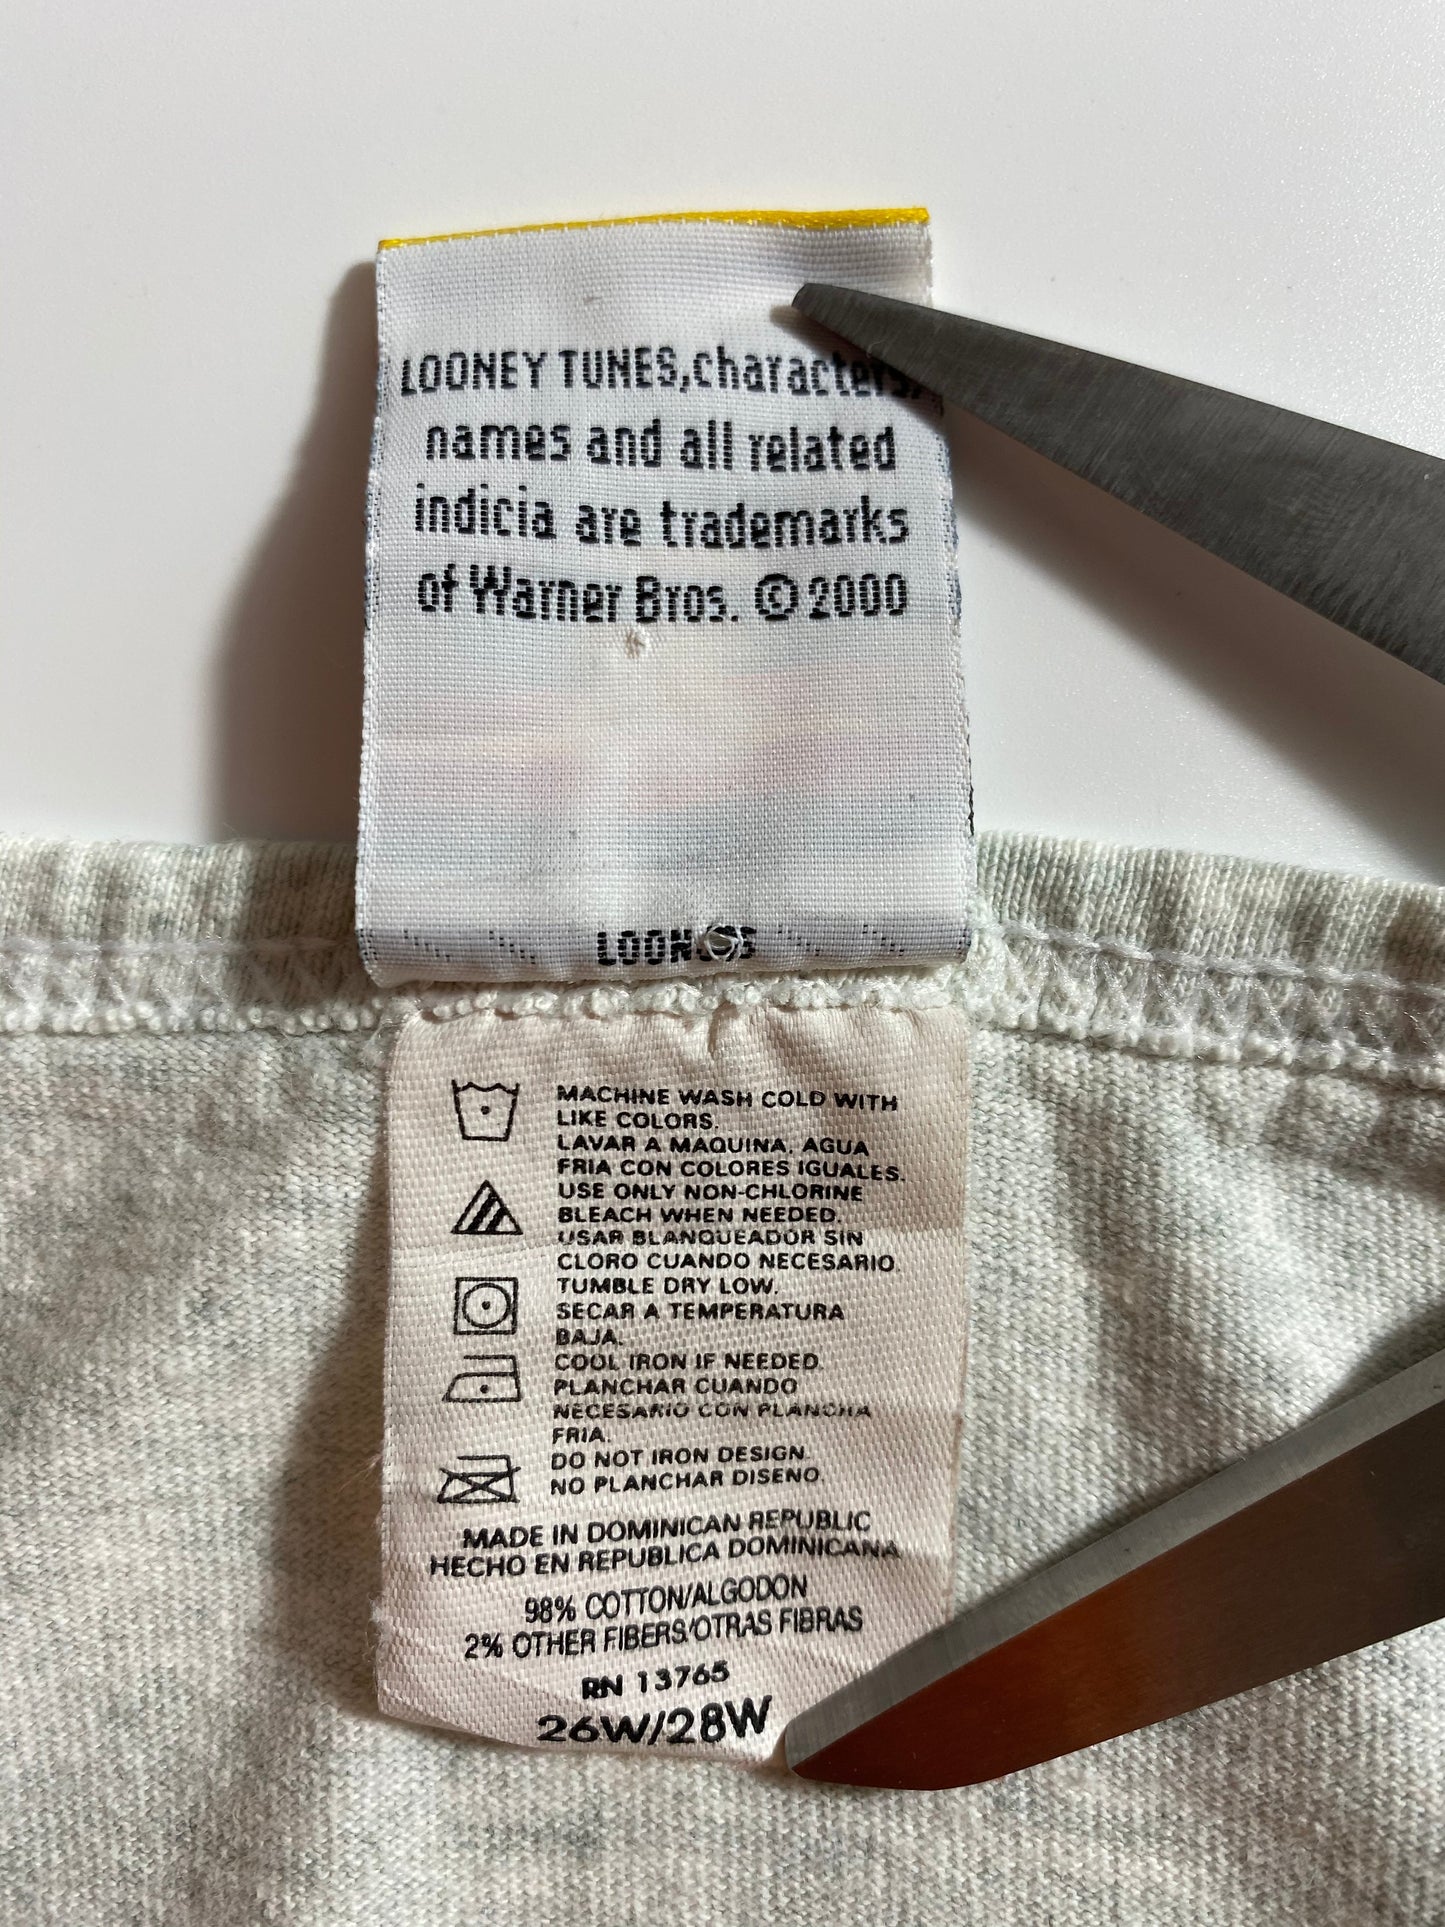 LOONEY TUNES,characters,
names and all related
indicia are trademarks
of Warner Bros. © 2000
MACHINE WASH COLD WITH
LIKE COLORS.
LAVAR A MAQUINA, AGUA
FRIA CON COLORES IGUALES.
USE ONLY NON-CHLORINE
BLEACH WHEN NEEDED.
USAR BLANQUEADOR SIN
CLORO CUANDO NECESARIO.
TUMBLE DRY LOW.
SECAR A TEMPERATURA
BAJA.
COOL IRON IF NEEDED.
PLANCHAR CUANDO
NECESARIO CON PLANCHA
FRIA.
DO NOT IRON DESIGN.
NO PLANCHAR DISENO.
MADE IN DOMINICAN REPUBLIC
HECHO EN REPUBLICA DOMINICANA
98% COTTON/ALGODON
2% OTHER FIBERS/OTRAS FIBRAS
RN 13765
26W/28W